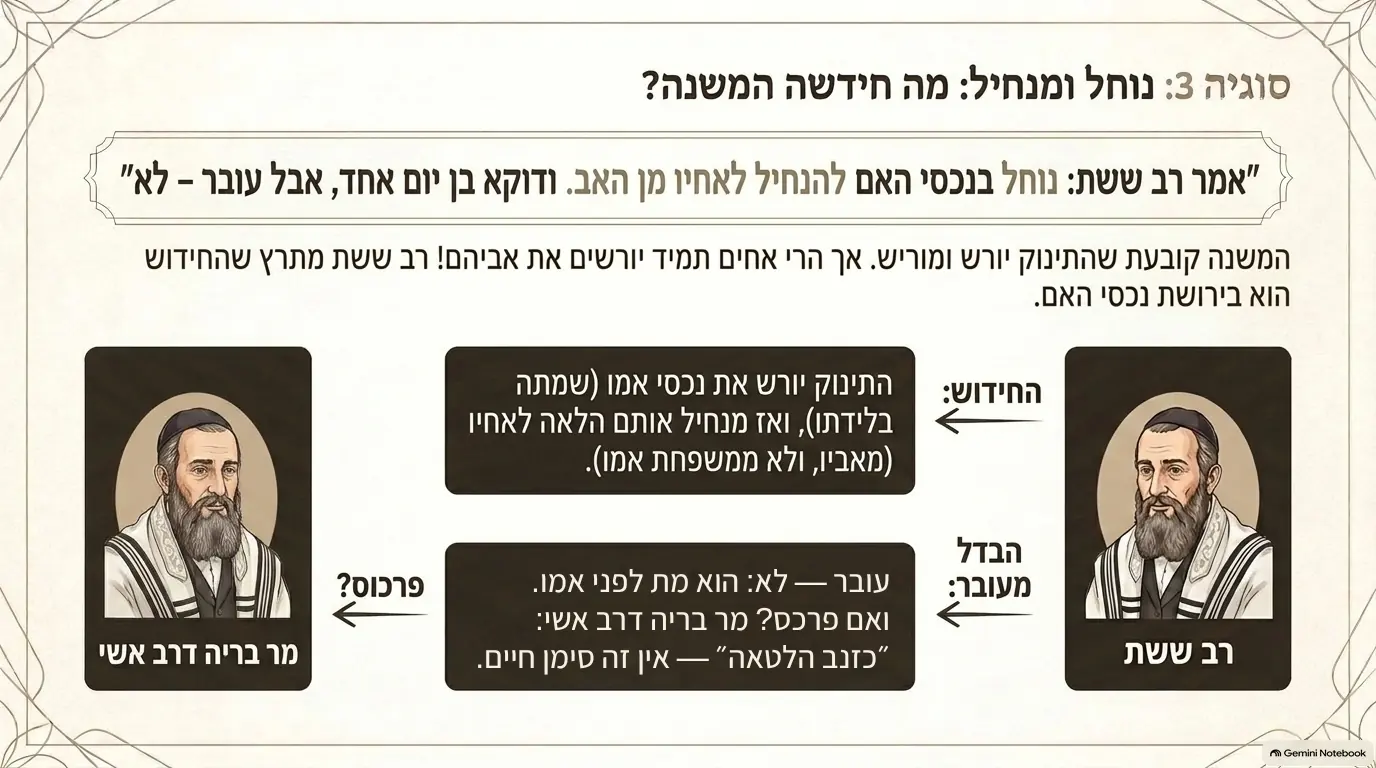 סוגיה 3: נוחל ומנחיל: מה חידשה המשנה?
"אמר רב ששת: נוחל בנכסי האם להנחיל לאחיו מן האב. ודוקא בן יום אחד, אבל עובר – לא"
המשנה קובעת שהתינוק יורש ומוריש. אך הרי אחים תמיד יורשים את אביהם! רב ששת מתרץ שהחידוש
הוא בירושת נכסי האם.
רב ששת
החידוש:
התינוק יורש את נכסי אמו (שמתה
בלידתו), ואז מנחיל אותם הלאה לאחיו
(מאביו, ולא ממשפחת אמו).
הבדל
מעובר:
עובר — לא: הוא מת לפני אמו.
ואם פרכס? מר בריה דרב אשי:
״כזנב הלטאה״ — אין זה סימן חיים.
פרכוס?
מר בריה דרב אשי
Gemini Notebook